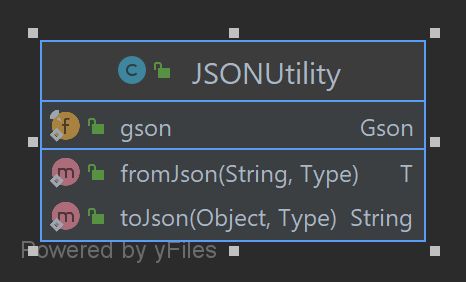 C JSONUtility
f gson Gson
m fromJson(String, Type) T
m toJson(Object, Type) String
Powered by yFiles